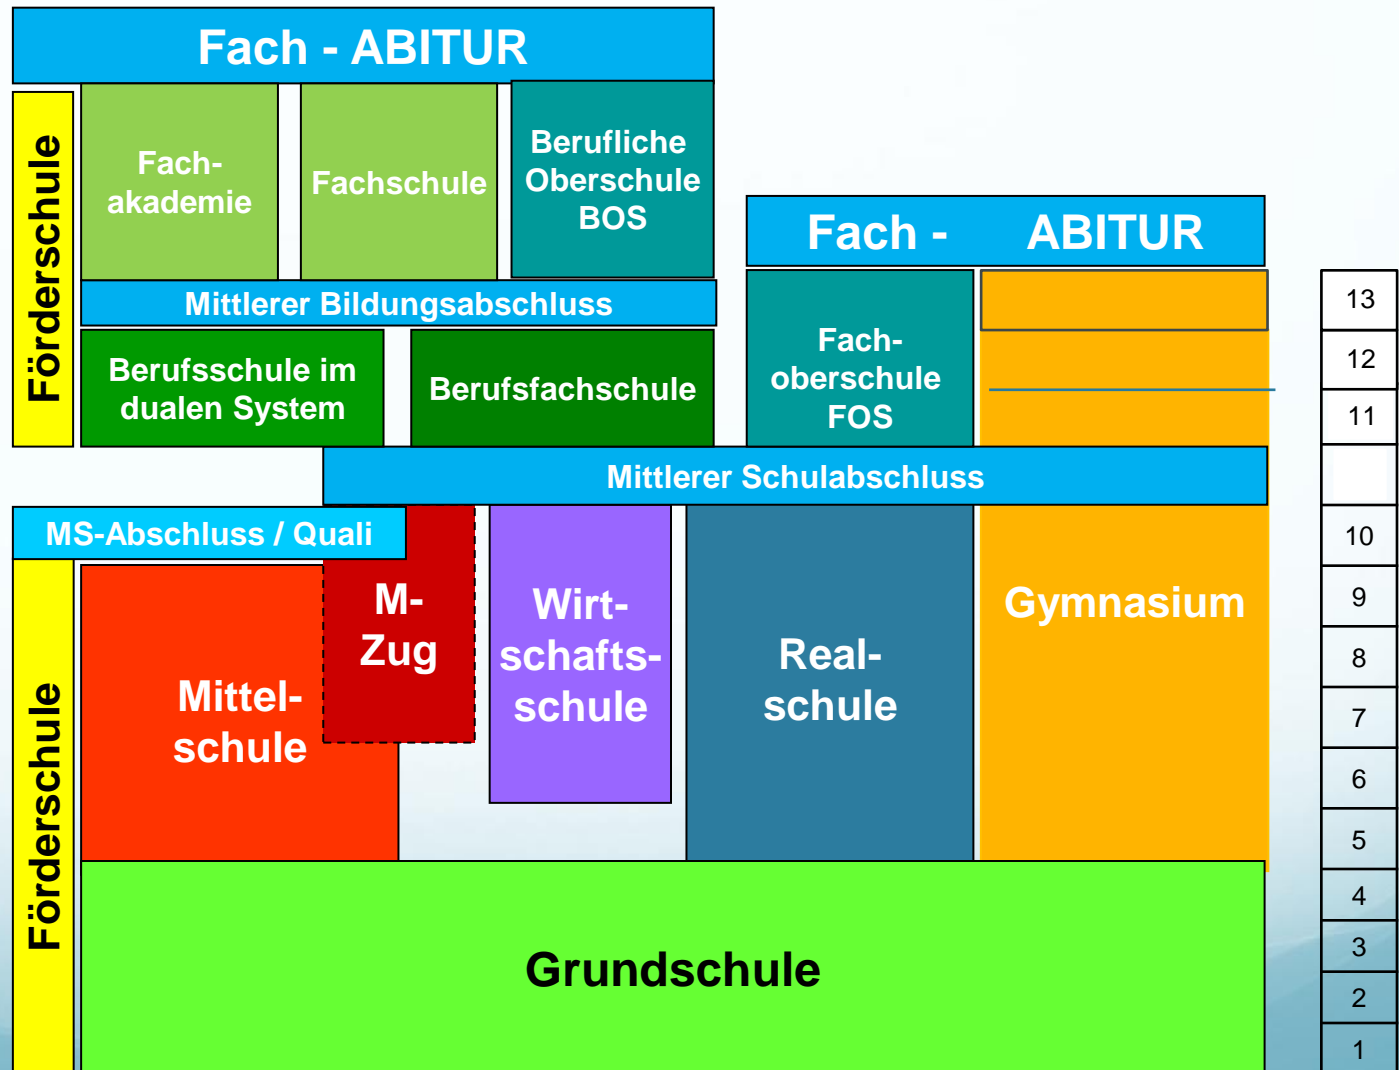 Fach - ABITUR
Förderschule
Fach-
akademie
Fachschule
Berufliche
Oberschule
BOS
Fach - ABITUR
Mittlerer Bildungsabschluss
Berufsschule im
dualen System
Berufsfachschule
Fach-
oberschule
FOS
Mittlerer Schulabschluss
MS-Abschluss / Quali
Förderschule
Mittel-
schule
M-
Zug
Wirt-
schafts-
schule
Real-
schule
Gymnasium
Grundschule
13
12
11
10
9
8
7
6
5
4
3
2
1